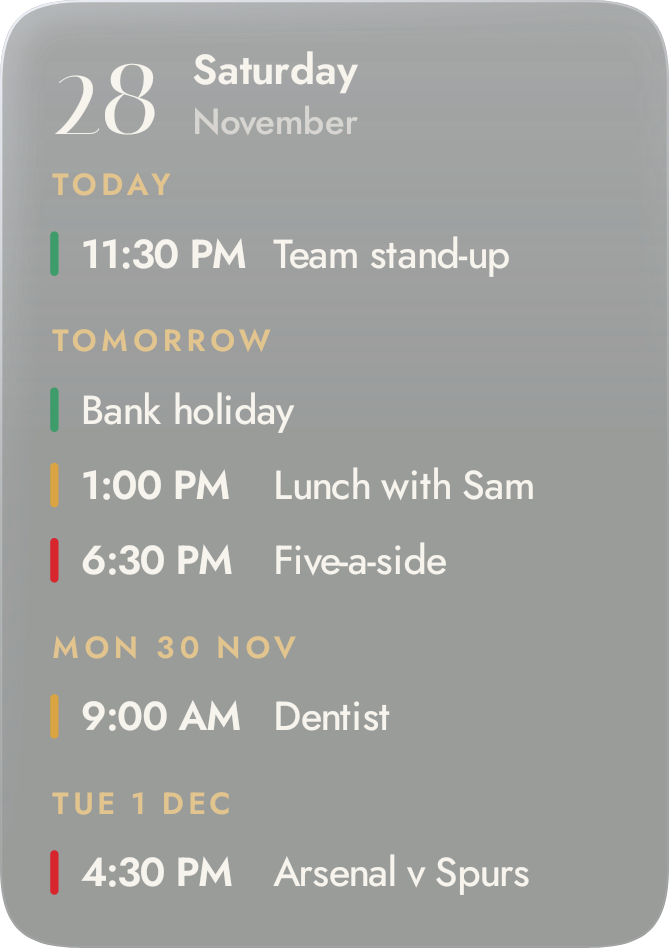 28 Saturday
November
TODAY
11:30 PM Team stand-up
TOMORROW
Bank holiday
1:00 PM Lunch with Sam
6:30 PM Five-a-side
MON 30 NOV
9:00 AM Dentist
TUE 1 DEC
4:30 PM Arsenal v Spurs